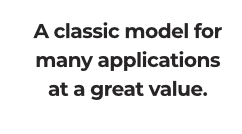 A classic model for
many applications
at a great value.